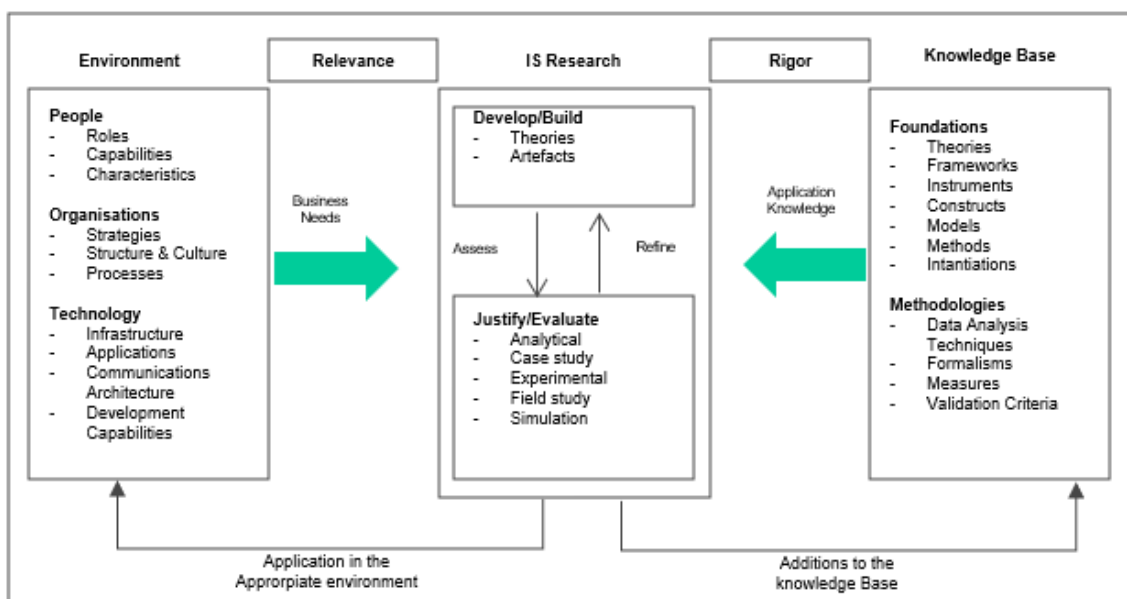 Environment
Relevance
IS Research
Rigor
Knowledge Base
People
- Roles
- Capabilities
- Characteristics
Organisations
- Strategies
- Structure & Culture
- Processes
Technology
- Infrastructure
- Applications
- Communications
Architecture
- Development
Capabilities
Business
Needs
Develop/Build
- Theories
- Artefacts
Assess
Refine
Justify/Evaluate
- Analytical
- Case study
- Experimental
- Field study
- Simulation
Application
Knowledge
Foundations
- Theories
- Frameworks
- Instruments
- Constructs
- Models
- Methods
- Intantiations
Methodologies
- Data Analysis
Techniques
- Formalisms
- Measures
- Validation Criteria
Application in the
Approrpiate environment
Additions to the
knowledge Base